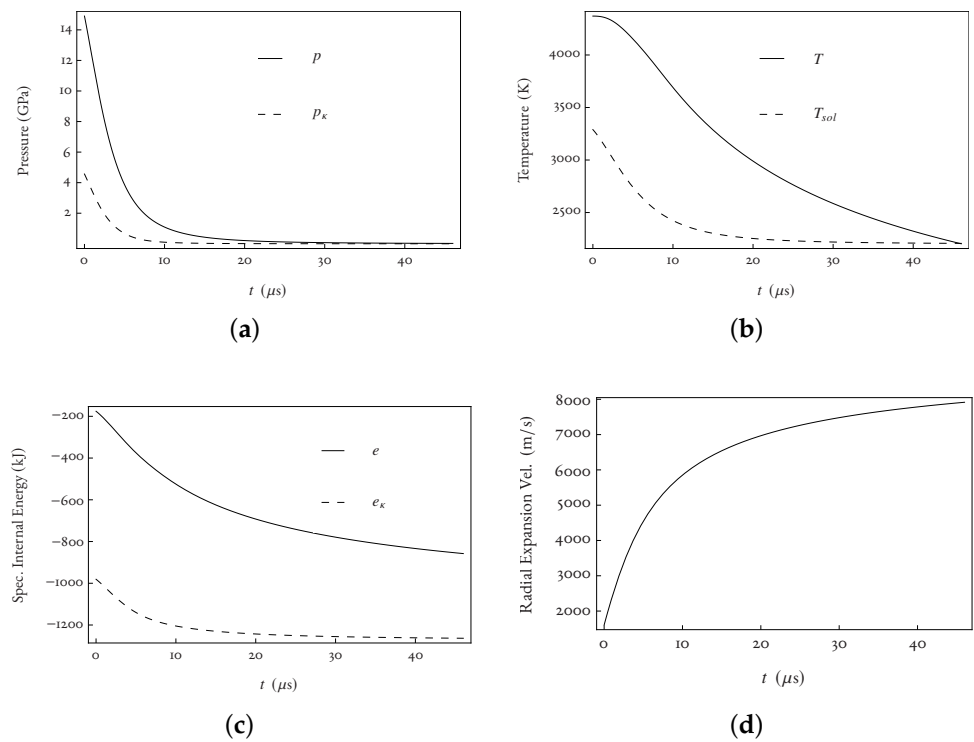 14
12
10
8
6
4
2
Pressure (GPa)
p
pκ
0
10
20
30
40
t (μs)
(a)
4000
3500
3000
2500
Temperature (K)
T
Tsol
0
10
20
30
40
t (μs)
(b)
−200
−400
−600
−800
−1000
−1200
Spec. Internal Energy (kJ)
e
eκ
0
10
20
30
40
t (μs)
(c)
8000
7000
6000
5000
4000
3000
2000
Radial Expansion Vel. (m/s)
0
10
20
30
40
t (μs)
(d)